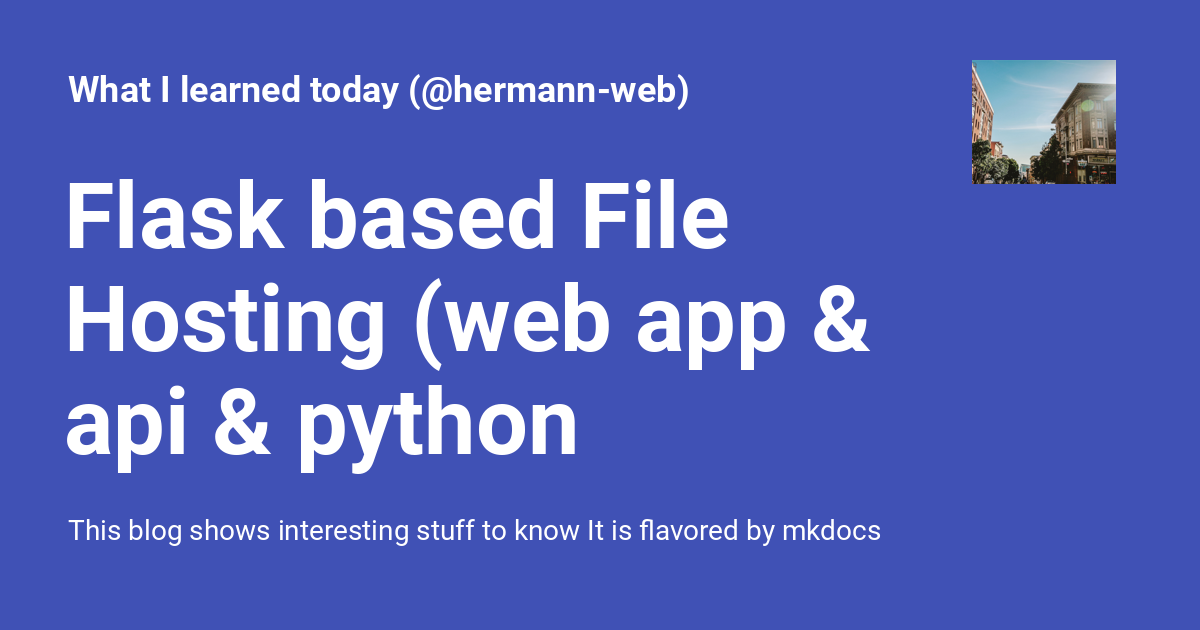 What I learned today (@hermann-web)
Flask based File
Hosting (web app &
api & python
This blog shows interesting stuff to know It is flavored by mkdocs